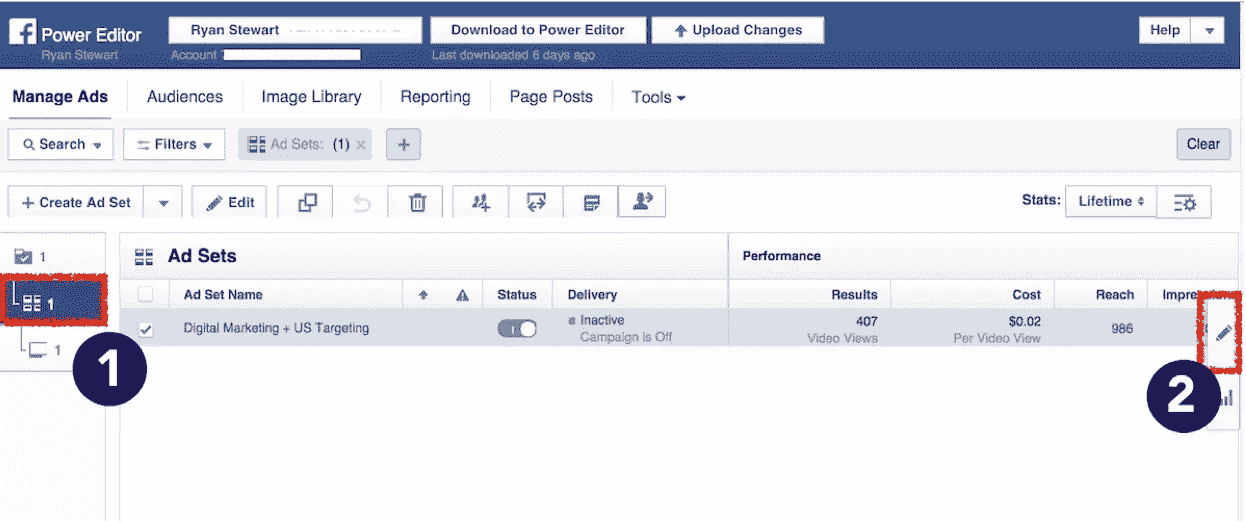 f Power Editor
Ryan Stewart
Ryan Stewart
Account
Download to Power Editor
Last downloaded 6 days ago
Upload Changes
Help
Manage Ads
Audiences
Image Library
Reporting
Page Posts
Tools
Search
Filters
Ad Sets: (1) ×
+
Clear
+ Create Ad Set
Edit
Stats:
Lifetime
1
1
1
Ad Sets
Performance
Ad Set Name
Status
Delivery
Results
Cost
Reach
Digital Marketing + US Targeting
Inactive
Campaign is Off
407
Video Views
$0.02
Per Video View
986
1
2